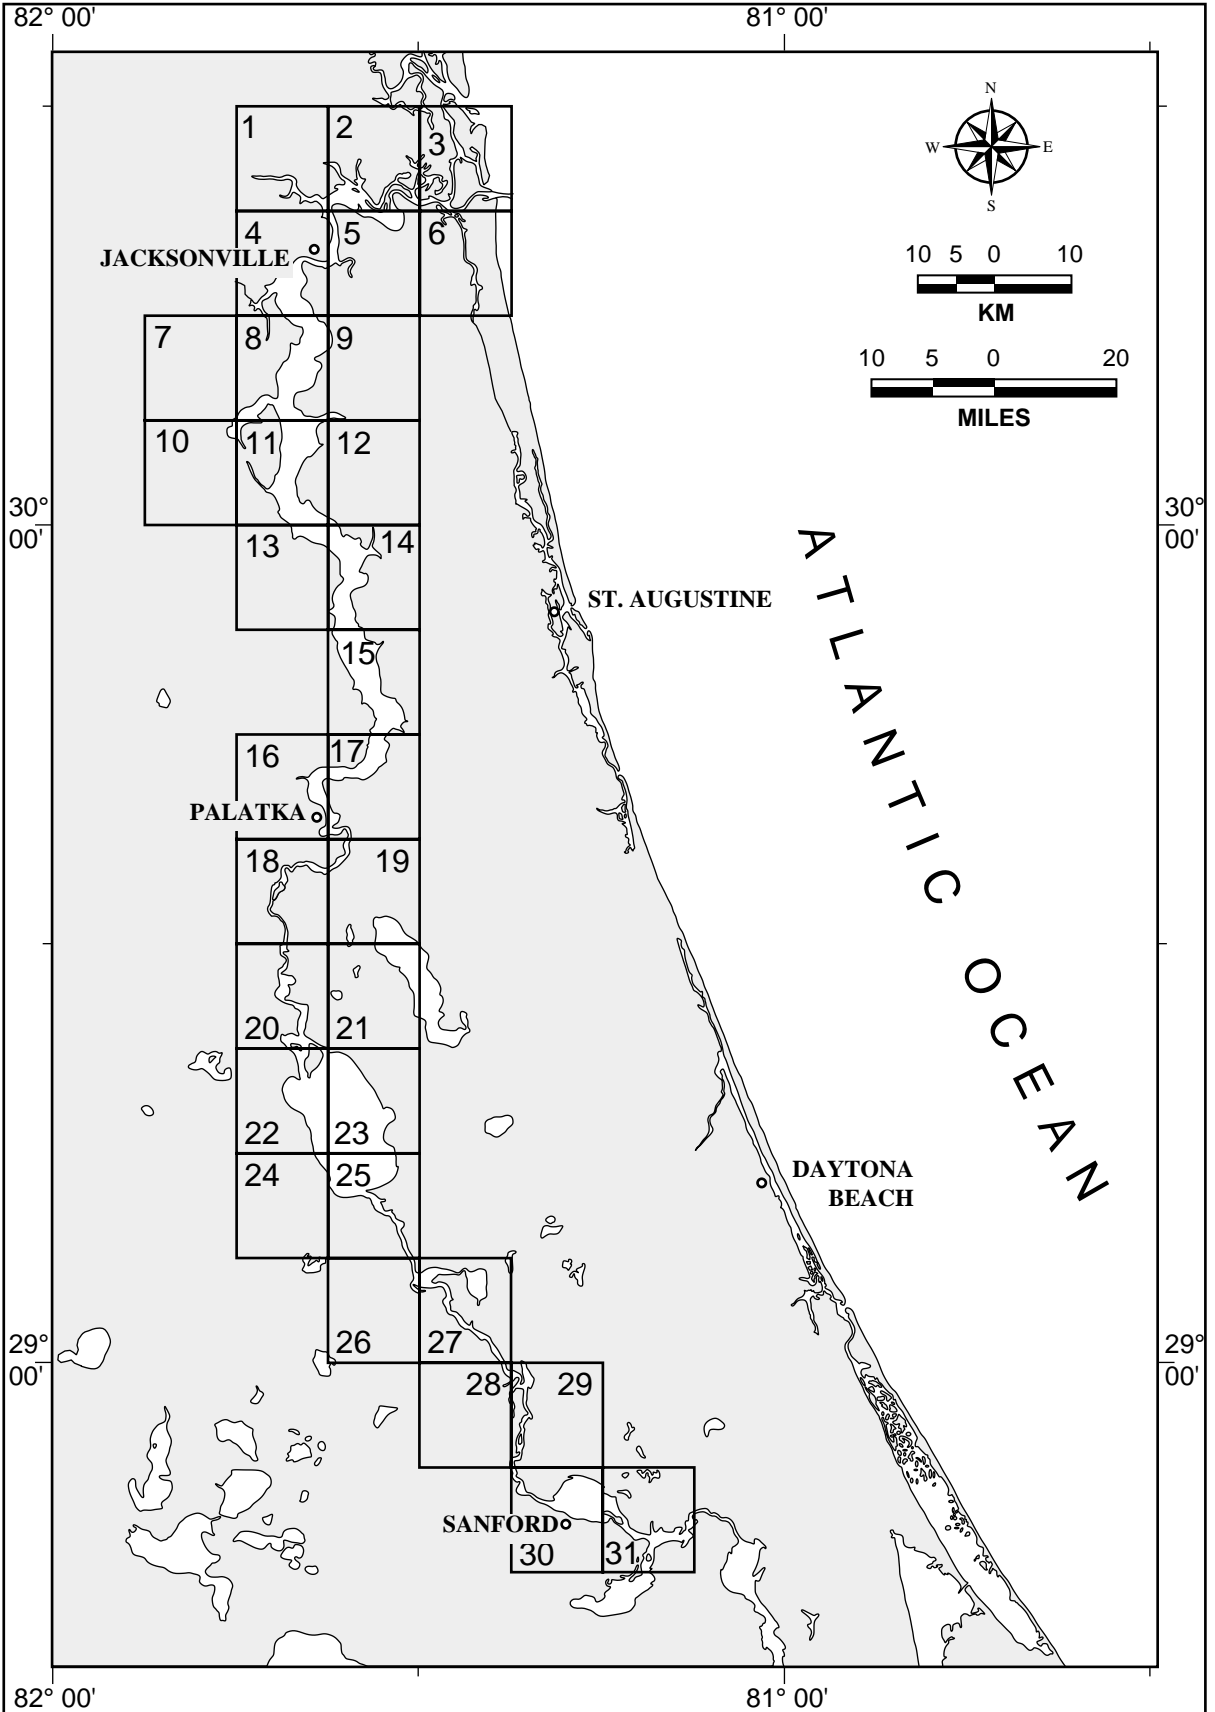 82° 00'
81° 00'
N
W
E
S
1
2
3
4
5
6
JACKSONVILLE
10 5 0 10
KM
7
8
9
10 5 0 20
MILES
10
11
12
30°
00'
30°
00'
13
14
ATLANTIC OCEAN
ST. AUGUSTINE
15
16
17
PALATKA
18
19
20
21
22
23
24
25
DAYTONA
BEACH
26
27
29°
00'
29°
00'
28
29
SANFORD
30
31
82° 00'
81° 00'